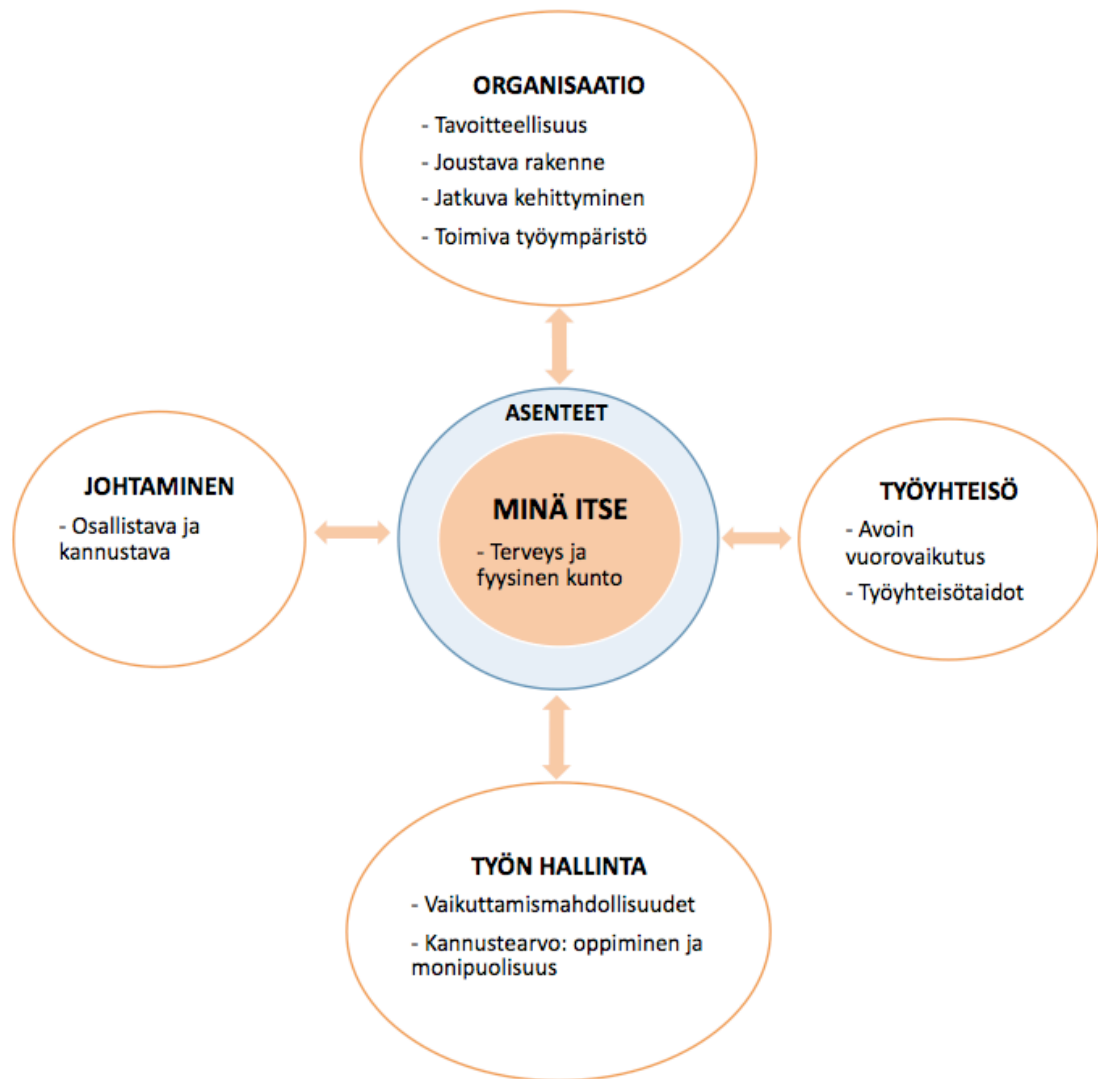 ORGANISAATIO
- Tavoitteellisuus
- Joustava rakenne
- Jatkuva kehittyminen
- Toimiva työympäristö
ASENTEET
MINÄ ITSE
- Terveys ja
fyysinen kunto
JOHTAMINEN
- Osallistava ja
kannustava
TYÖYHTEISÖ
- Avoin
vuorovaikutus
- Työyhteisötaidot
TYÖN HALLINTA
- Vaikuttamismahdollisuudet
- Kannustearvo: oppiminen ja
monipuolisuus